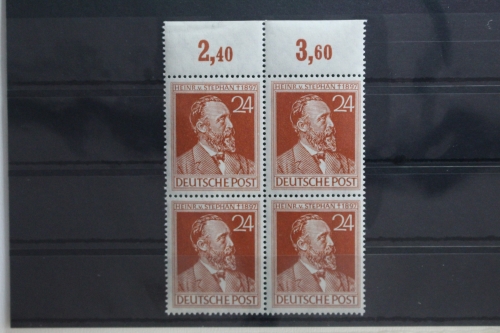 2,40 3,60
HEINR. v. STEPHAN † 1897 HEINR. v. STEPHAN † 1897
24 24
DEUTSCHE POST DEUTSCHE POST
HEINR. v. STEPHAN † 1897 HEINR. v. STEPHAN † 1897
24 24
DEUTSCHE POST DEUTSCHE POST